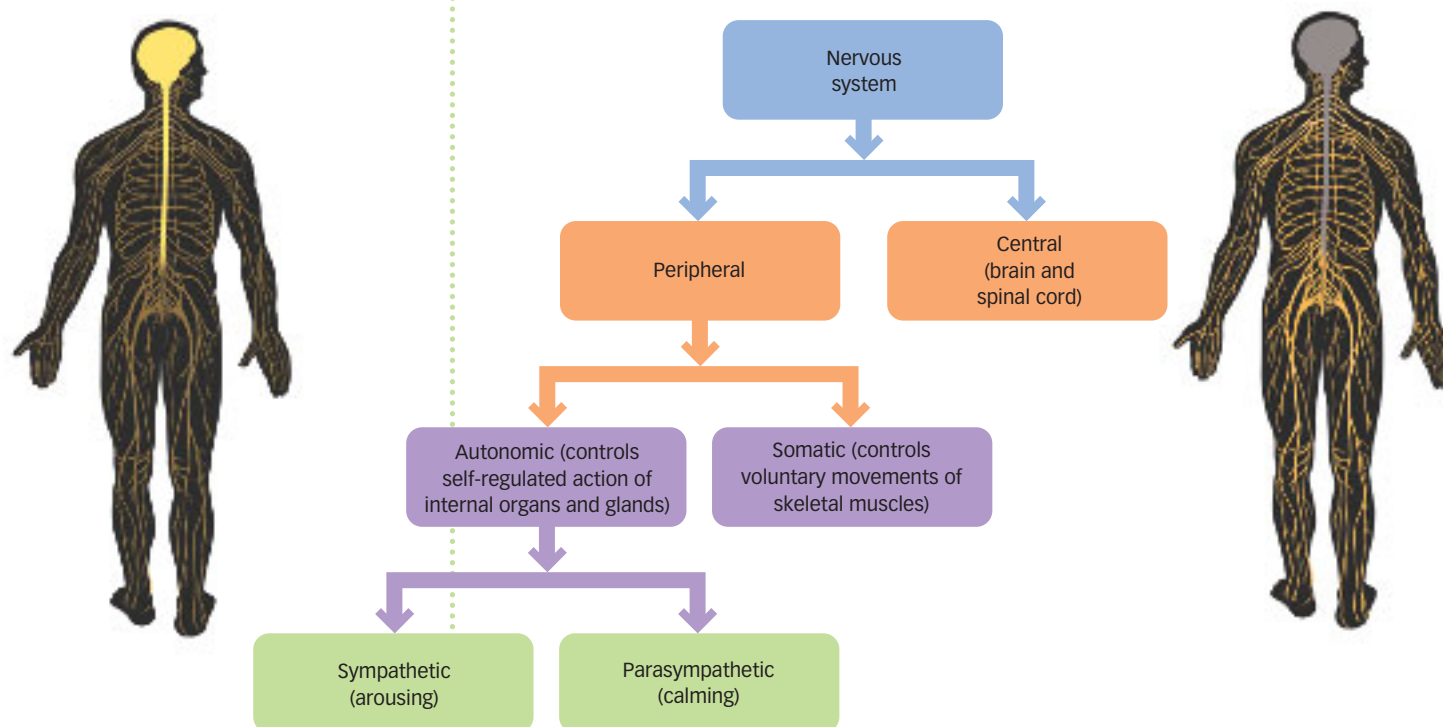 Nervous
system
Peripheral
Central
(brain and
spinal cord)
Autonomic (controls
self-regulated action of
internal organs and glands)
Somatic (controls
voluntary movements of
skeletal muscles)
Sympathetic
(arousing)
Parasympathetic
(calming)